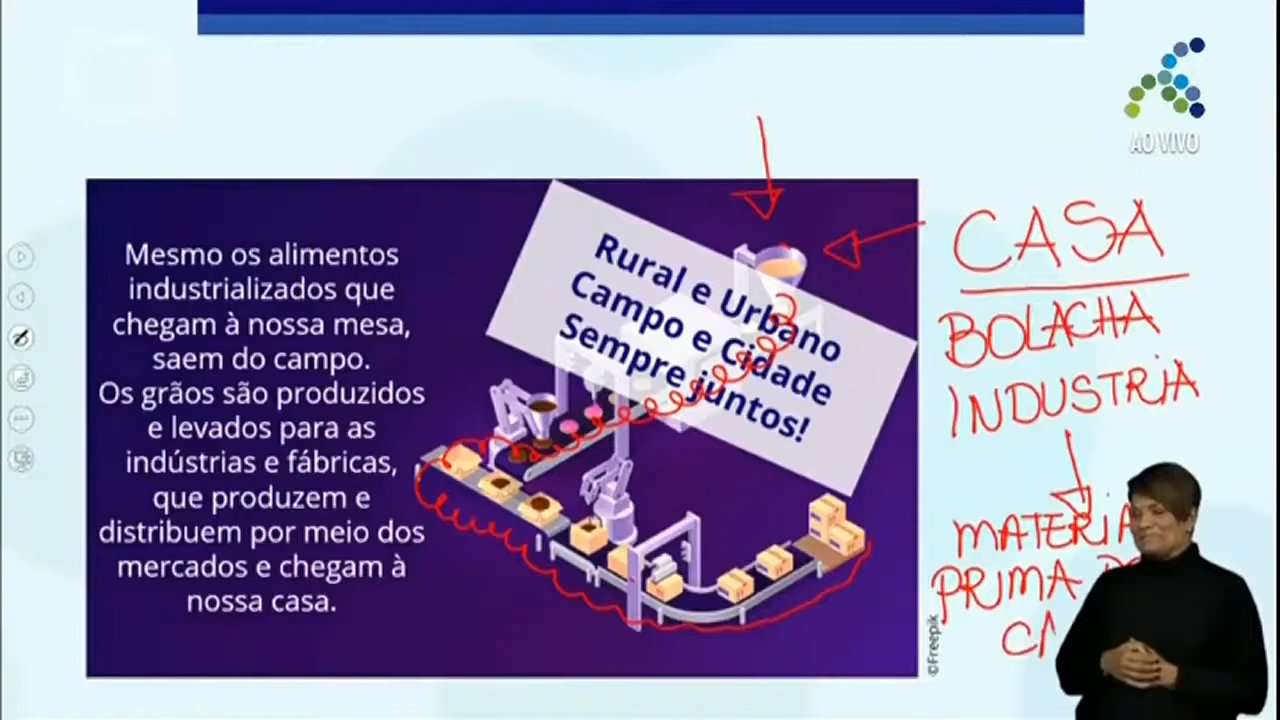 AO VIVO
Mesmo os alimentos
industrializados que
chegam à nossa mesa,
saem do campo.
Os grãos são produzidos
e levados para as
indústrias e fábricas,
que produzem e
distribuem por meio dos
mercados e chegam à
nossa casa.
Rural e Urbano
Campo e Cidade
Sempre juntos!
CASA
BOLACHA
INDUSTRIA
MATERIA
PRIMA
©Freepik